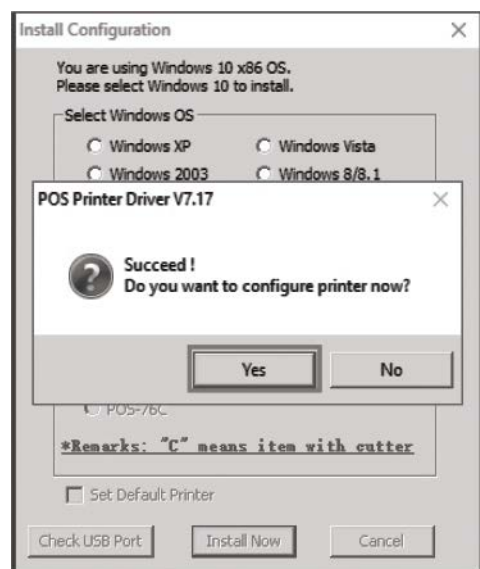 Install Configuration
You are using Windows 10 x86 OS.
Please select Windows 10 to install.
Select Windows OS
Windows XP
Windows Vista
Windows 2003
Windows 8/8.1
POS Printer Driver V7.17
Succeed !
Do you want to configure printer now?
Yes
No
POS-76C
*Remarks: "C" means item with cutter
Set Default Printer
Check USB Port
Install Now
Cancel